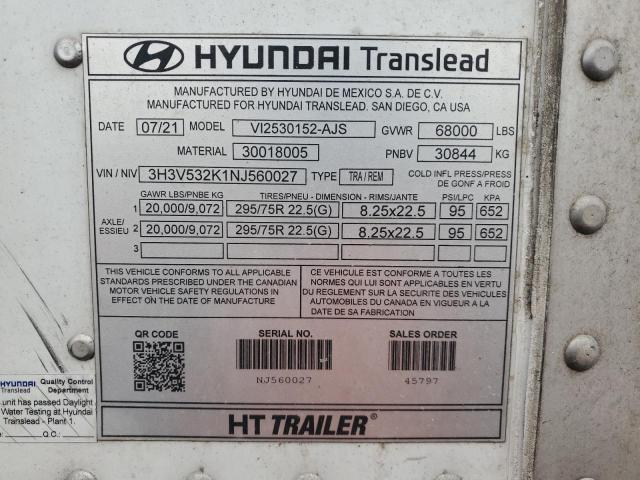 HYUNDAI Translead
MANUFACTURED BY HYUNDAI DE MEXICO S.A. DE C.V.
MANUFACTURED FOR HYUNDAI TRANSLEAD. SAN DIEGO, CA USA
DATE 07/21 MODEL VI2530152-AJS GVWR 68000 LBS
MATERIAL 30018005 PNBV 30844 KG
VIN / NIV 3H3V532K1NJ560027 TYPE TRA / REM COLD INFL PRESS/PRESS DE GONF A FROID
GAWR LBS/PNBE KG TIRES/PNEU - DIMENSION - RIMS/JANTE PSI/LPC KPA
AXLE/ESSIEU
1 20,000/9,072 295/75R 22.5(G) 8.25x22.5 95 652
2 20,000/9,072 295/75R 22.5(G) 8.25x22.5 95 652
3
THIS VEHICLE CONFORMS TO ALL APPLICABLE
STANDARDS PRESCRIBED UNDER THE CANADIAN
MOTOR VEHICLE SAFETY REGULATIONS IN
EFFECT ON THE DATE OF MANUFACTURE
CE VEHICULE EST CONFORME A TOUTES LES
NORMES QUI LUI SONT APPLICABLES EN VERTU
DU REGLEMENT SUR LA SECURITE DES VEHICULES
AUTOMOBILES DU CANADA EN VIGUEUR A LA
DATE DE SA FABRICATION
QR CODE SERIAL NO. SALES ORDER
NJ560027 45797
HT TRAILER®
HYUNDAI Translead Quality Control Department
unit has passed Daylight
Water Testing at Hyundai
Translead - Plant 1.
Q.C.: